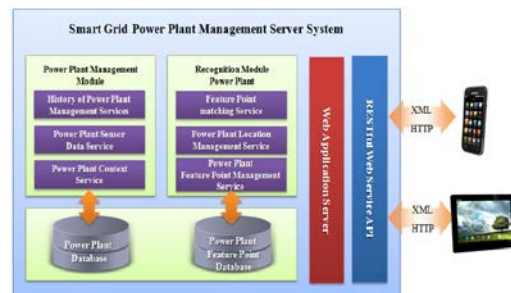 Smart Grid Power Plant Management Server System
Power Plant Management
Module
History of Power Plant
Management Services
Power Plant Sensor
Data Service
Power Plant Context
Service
Power Plant
Database
Recognition Module
Power Plant
Feature Point
matching Service
Power Plant Location
Management Service
Power Plant
Feature Point Management
Service
Power Plant
Feature Point
Database
Web Application Server
RESTful Web Service API
XML
HTTP
XML
HTTP